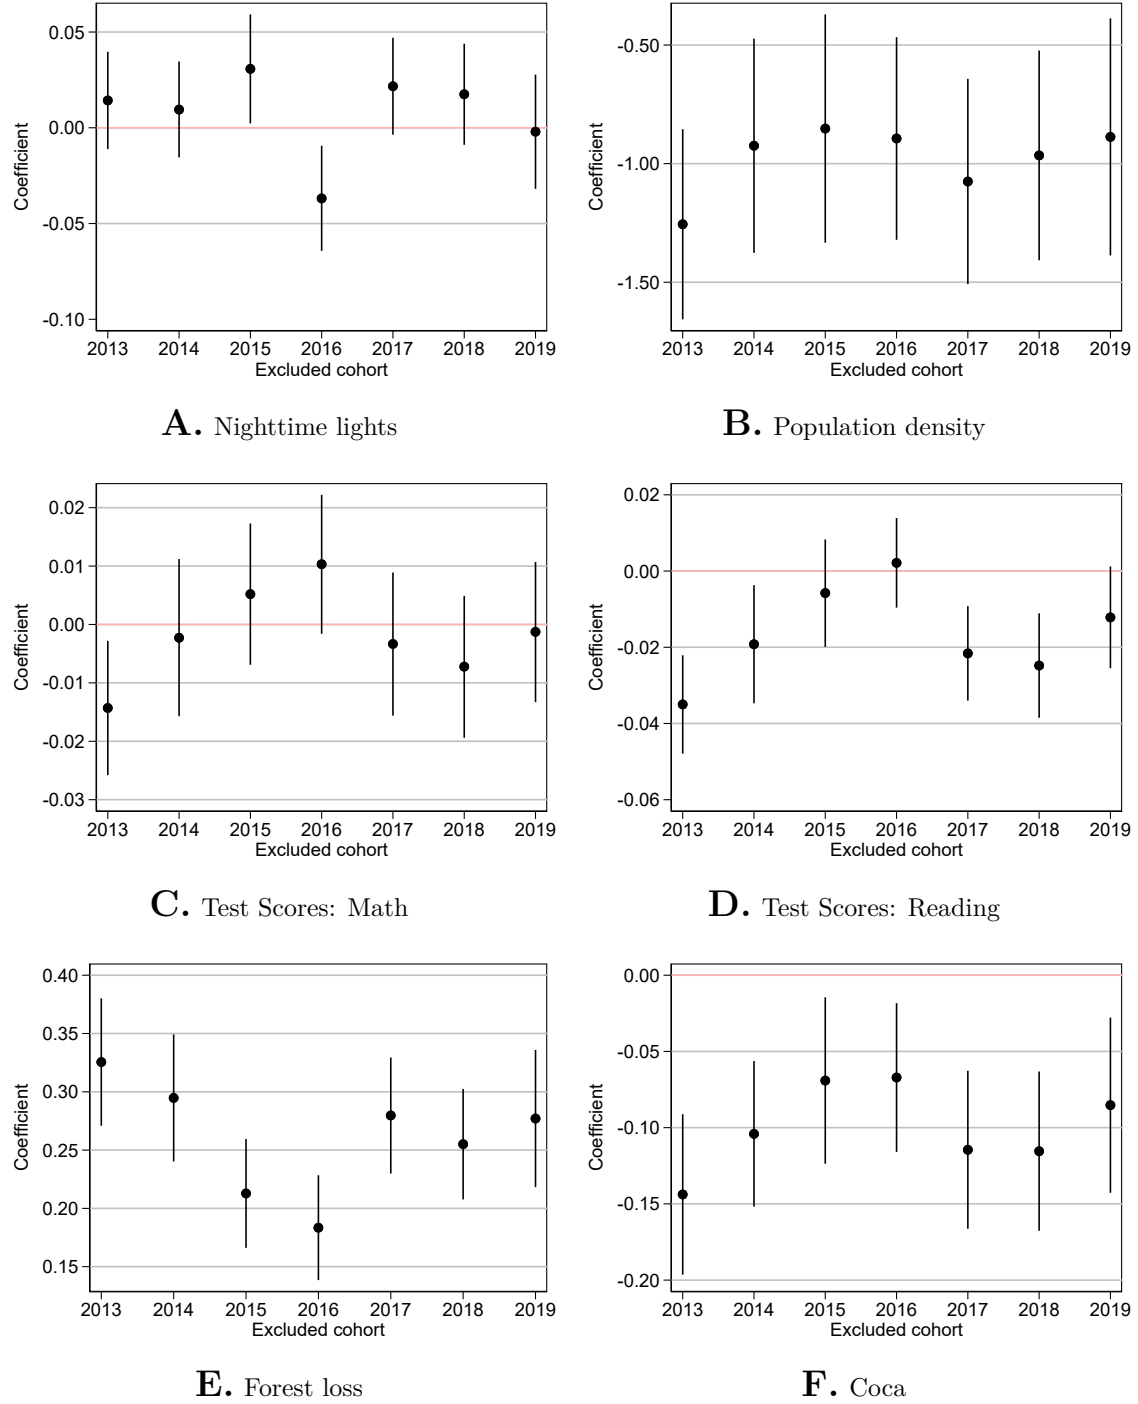 0.05
0.00
-0.05
-0.10
Coefficient
2013 2014 2015 2016 2017 2018 2019
Excluded cohort
A. Nighttime lights
-0.50
-1.00
-1.50
Coefficient
2013 2014 2015 2016 2017 2018 2019
Excluded cohort
B. Population density
0.02
0.01
0.00
-0.01
-0.02
-0.03
Coefficient
2013 2014 2015 2016 2017 2018 2019
Excluded cohort
C. Test Scores: Math
0.02
0.00
-0.02
-0.04
-0.06
Coefficient
2013 2014 2015 2016 2017 2018 2019
Excluded cohort
D. Test Scores: Reading
0.40
0.35
0.30
0.25
0.20
0.15
Coefficient
2013 2014 2015 2016 2017 2018 2019
Excluded cohort
E. Forest loss
0.00
-0.05
-0.10
-0.15
-0.20
Coefficient
2013 2014 2015 2016 2017 2018 2019
Excluded cohort
F. Coca